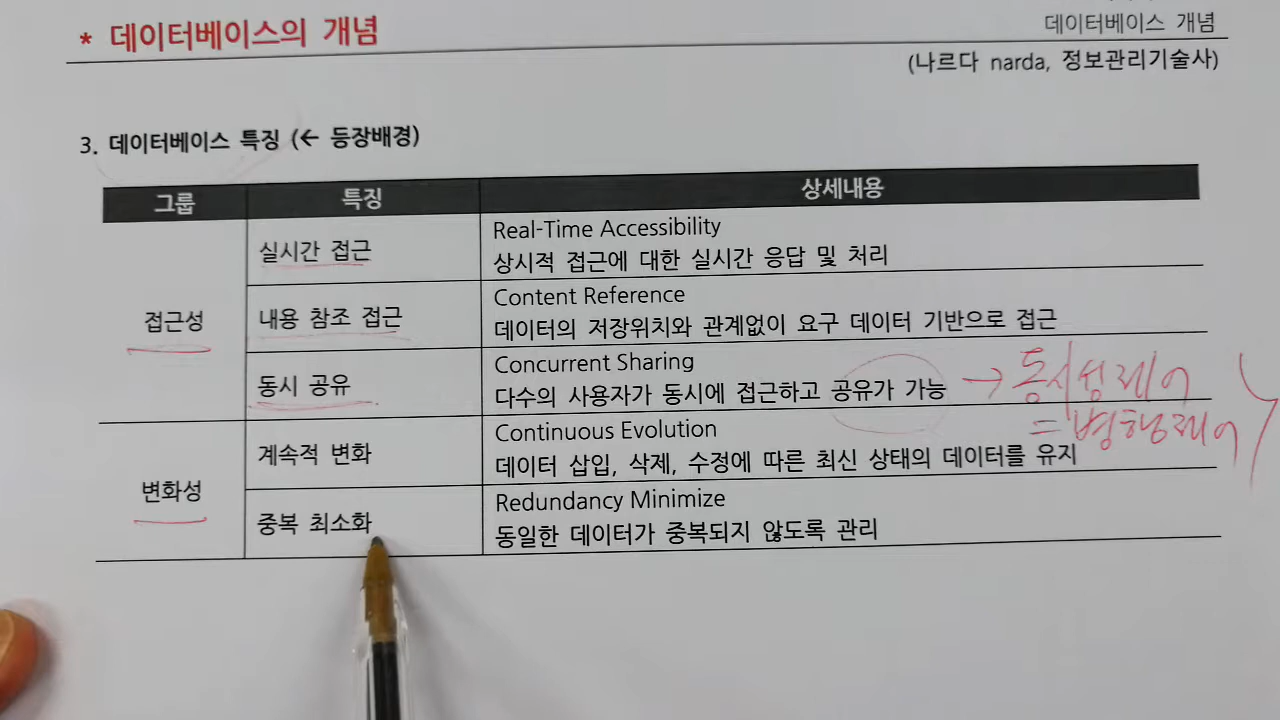 * 데이터베이스의 개념
데이터베이스 개념
(나르다 narda, 정보관리기술사)
3. 데이터베이스 특징 (← 등장배경)
그룹 특징 상세내용
접근성
실시간 접근
Real-Time Accessibility
상시적 접근에 대한 실시간 응답 및 처리
내용 참조 접근
Content Reference
데이터의 저장위치와 관계없이 요구 데이터 기반으로 접근
동시 공유
Concurrent Sharing
다수의 사용자가 동시에 접근하고 공유가 가능
→ 동시성제어
= 병행제어
변화성
계속적 변화
Continuous Evolution
데이터 삽입, 삭제, 수정에 따른 최신 상태의 데이터를 유지
중복 최소화
Redundancy Minimize
동일한 데이터가 중복되지 않도록 관리